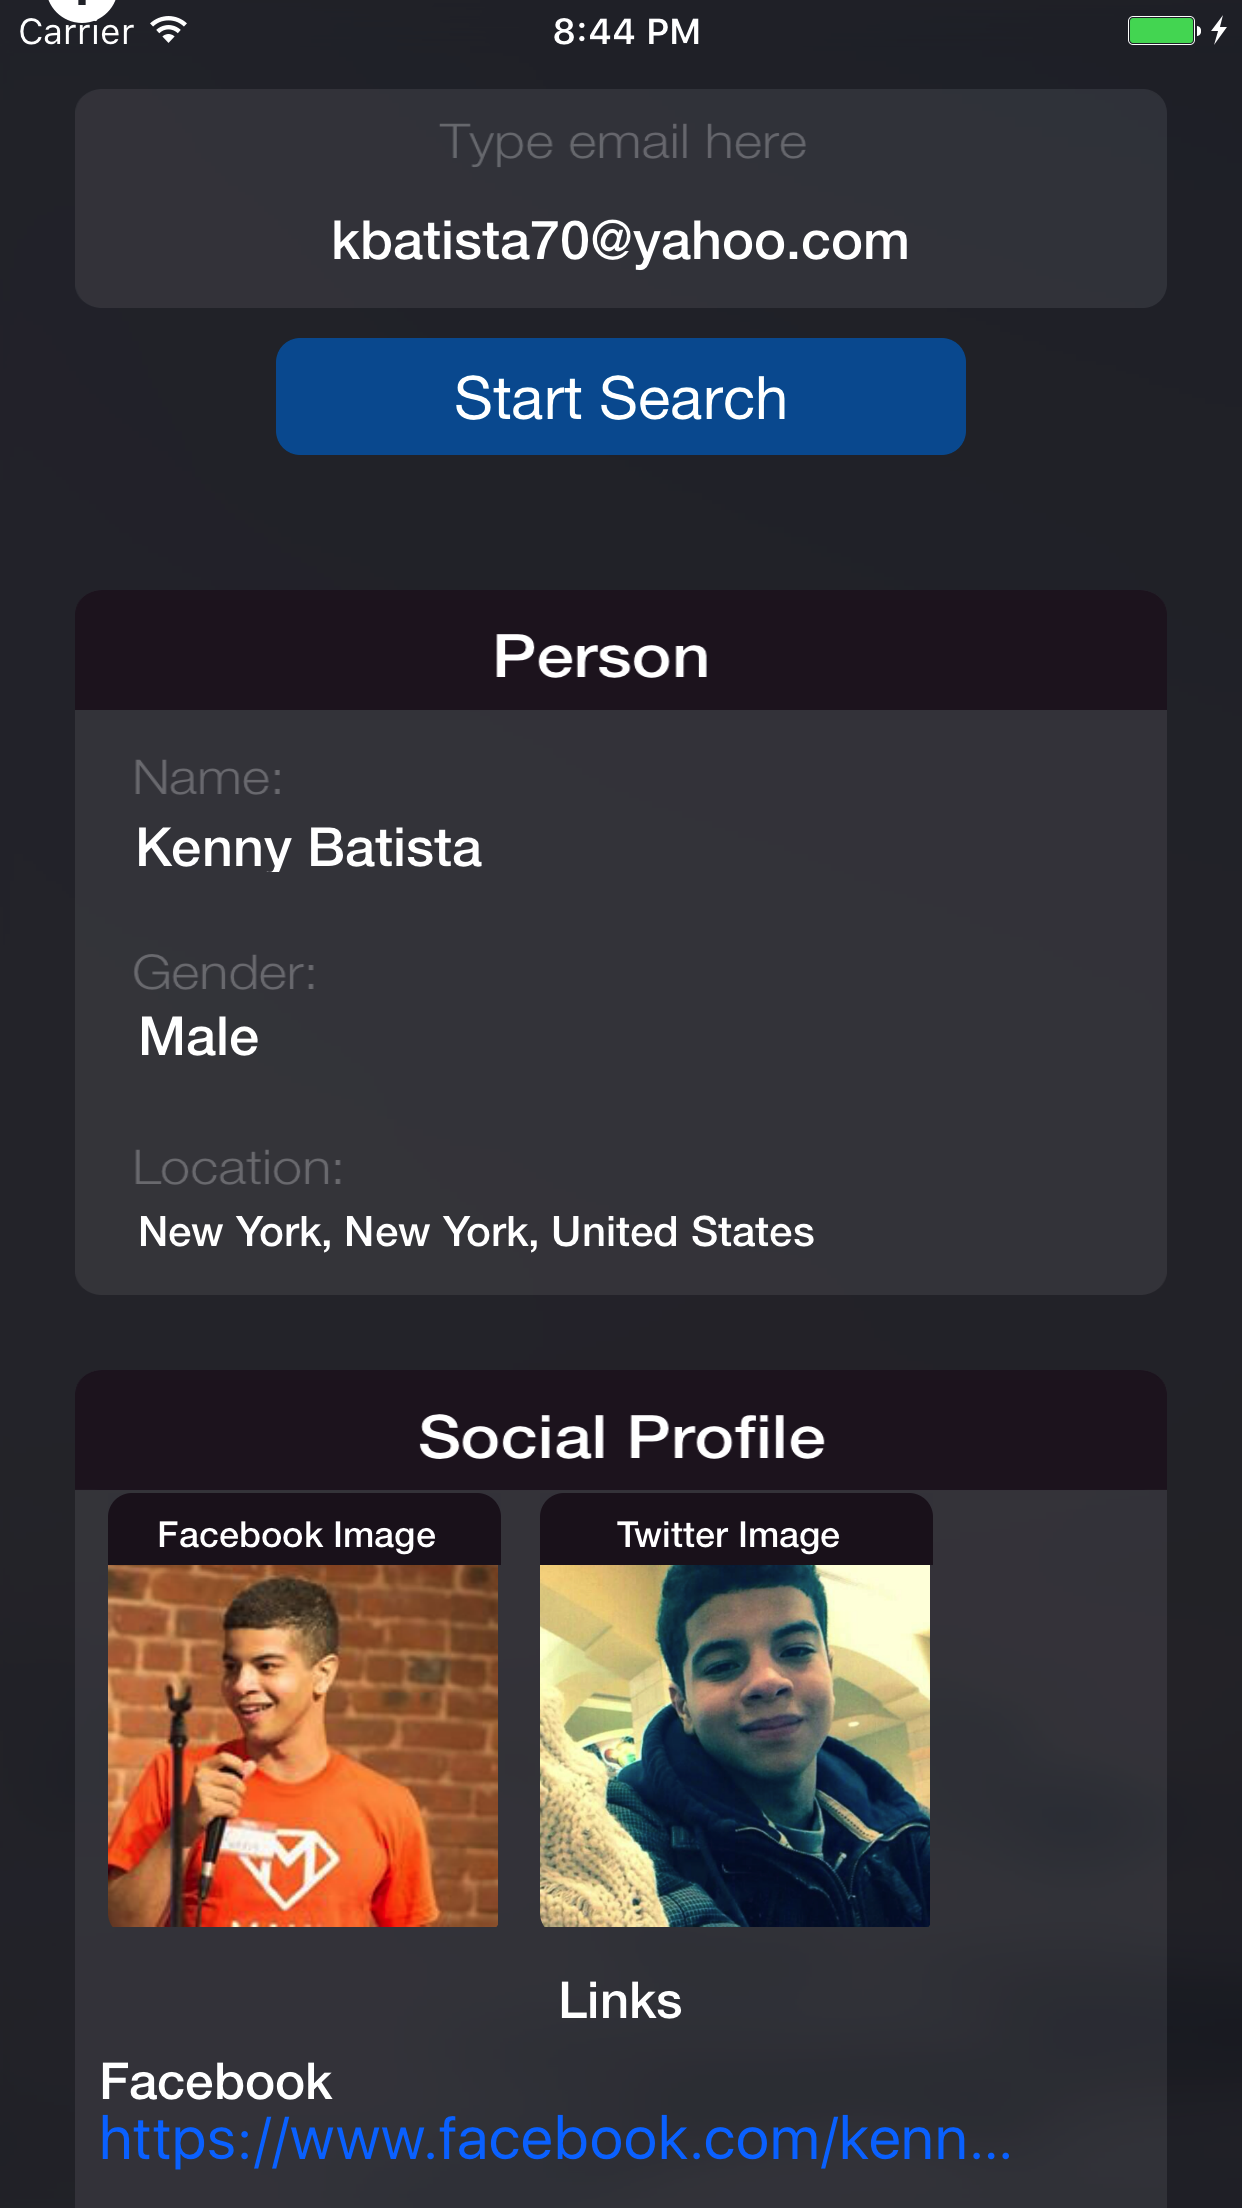 Carrier 8:44 PM
Type email here
kbatista70@yahoo.com
Start Search
Person
Name:
Kenny Batista
Gender:
Male
Location:
New York, New York, United States
Social Profile
Facebook Image Twitter Image
Links
Facebook
https://www.facebook.com/kenn...